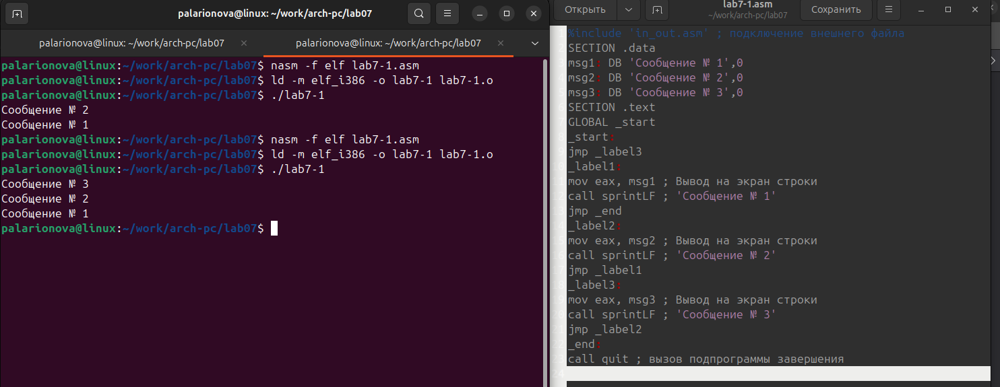 palarionova@linux: ~/work/arch-pc/lab07
palarionova@linux: ~/work/arch-pc/lab07
palarionova@linux: ~/work/arch-pc/lab07
palarionova@linux:~/work/arch-pc/lab07$ nasm -f elf lab7-1.asm
palarionova@linux:~/work/arch-pc/lab07$ ld -m elf_i386 -o lab7-1 lab7-1.o
palarionova@linux:~/work/arch-pc/lab07$ ./lab7-1
Сообщение № 2
Сообщение № 1
palarionova@linux:~/work/arch-pc/lab07$ nasm -f elf lab7-1.asm
palarionova@linux:~/work/arch-pc/lab07$ ld -m elf_i386 -o lab7-1 lab7-1.o
palarionova@linux:~/work/arch-pc/lab07$ ./lab7-1
Сообщение № 3
Сообщение № 2
Сообщение № 1
palarionova@linux:~/work/arch-pc/lab07$
Открыть
lab7-1.asm
~/work/arch-pc/lab07
Сохранить
1 %include 'in_out.asm' ; подключение внешнего файла
2 SECTION .data
3 msg1: DB 'Сообщение № 1',0
4 msg2: DB 'Сообщение № 2',0
5 msg3: DB 'Сообщение № 3',0
6 SECTION .text
7 GLOBAL _start
8 _start:
9 jmp _label3
10 _label1:
11 mov eax, msg1 ; Вывод на экран строки
12 call sprintLF ; 'Сообщение № 1'
13 jmp _end
14 _label2:
15 mov eax, msg2 ; Вывод на экран строки
16 call sprintLF ; 'Сообщение № 2'
17 jmp _label1
18 _label3:
19 mov eax, msg3 ; Вывод на экран строки
20 call sprintLF ; 'Сообщение № 3'
21 jmp _label2
22 _end:
23 call quit ; вызов подпрограммы завершения
24